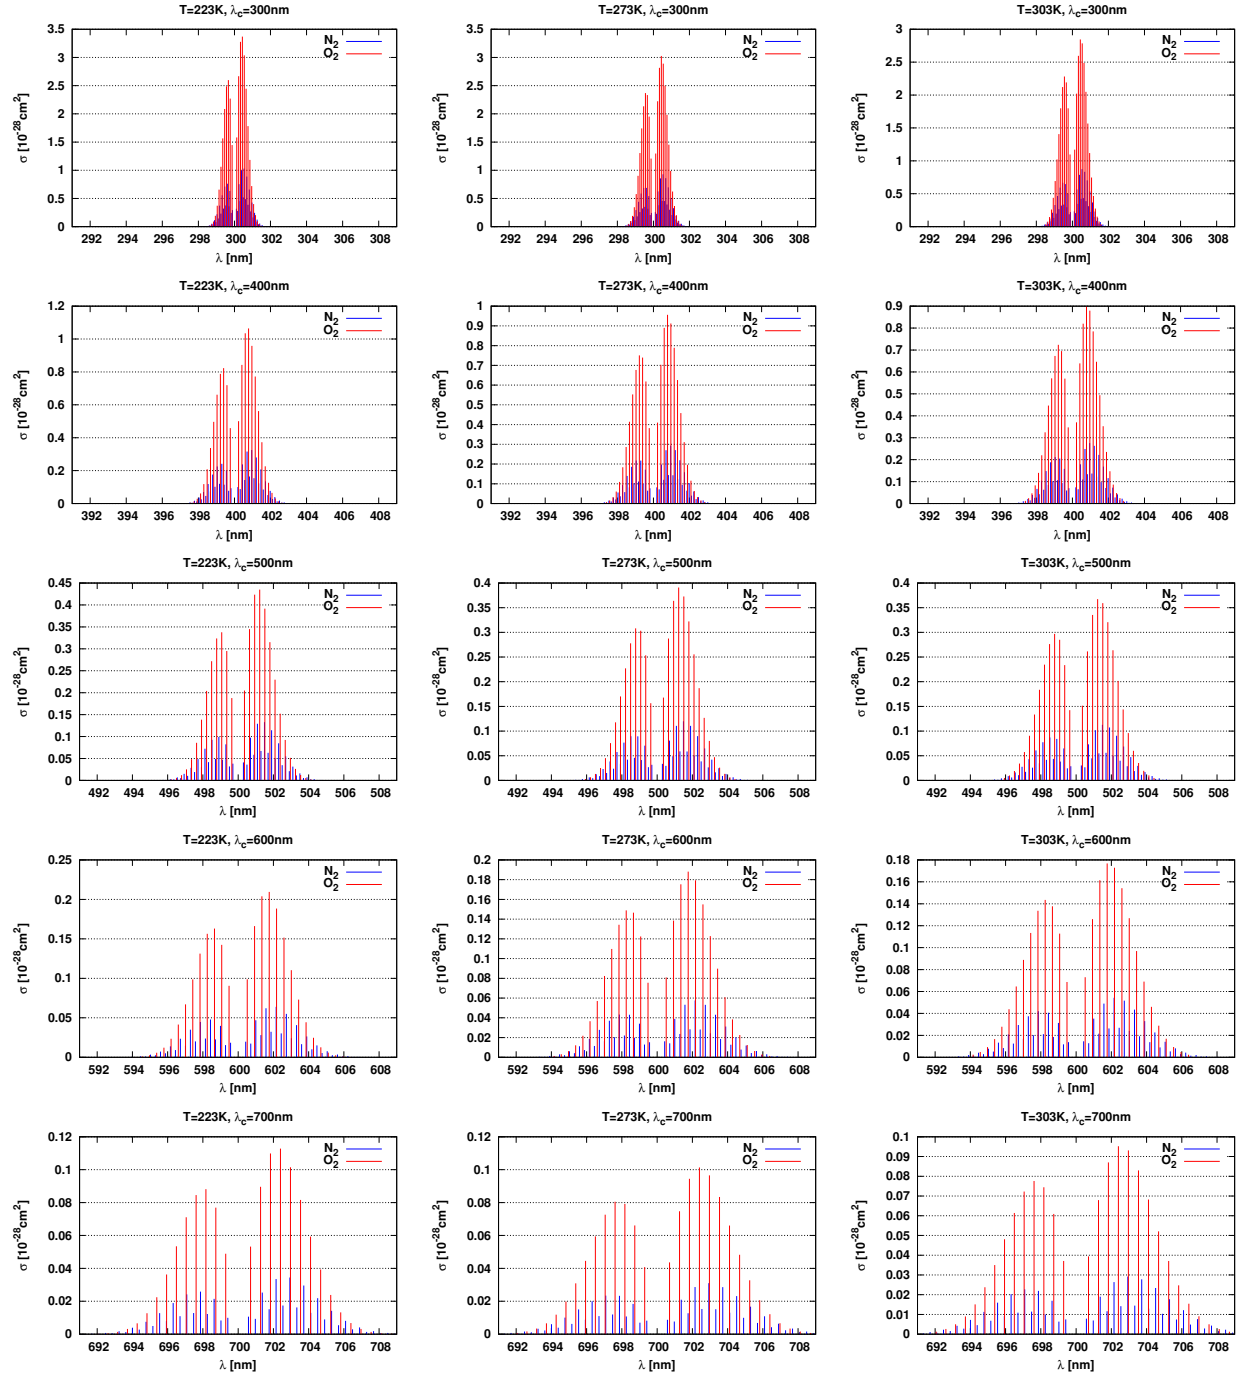 T=223K, λc=300nm
σ [10-28cm2]
3.5
3
2.5
2
1.5
1
0.5
0
N2
O2
292 294 296 298 300 302 304 306 308
λ [nm]
T=273K, λc=300nm
σ [10-28cm2]
3.5
3
2.5
2
1.5
1
0.5
0
N2
O2
292 294 296 298 300 302 304 306 308
λ [nm]
T=303K, λc=300nm
σ [10-28cm2]
3
2.5
2
1.5
1
0.5
0
N2
O2
292 294 296 298 300 302 304 306 308
λ [nm]
T=223K, λc=400nm
σ [10-28cm2]
1.2
1
0.8
0.6
0.4
0.2
0
N2
O2
392 394 396 398 400 402 404 406 408
λ [nm]
T=273K, λc=400nm
σ [10-28cm2]
1
0.9
0.8
0.7
0.6
0.5
0.4
0.3
0.2
0.1
0
N2
O2
392 394 396 398 400 402 404 406 408
λ [nm]
T=303K, λc=400nm
σ [10-28cm2]
0.9
0.8
0.7
0.6
0.5
0.4
0.3
0.2
0.1
0
N2
O2
392 394 396 398 400 402 404 406 408
λ [nm]
T=223K, λc=500nm
σ [10-28cm2]
0.45
0.4
0.35
0.3
0.25
0.2
0.15
0.1
0.05
0
N2
O2
492 494 496 498 500 502 504 506 508
λ [nm]
T=273K, λc=500nm
σ [10-28cm2]
0.4
0.35
0.3
0.25
0.2
0.15
0.1
0.05
0
N2
O2
492 494 496 498 500 502 504 506 508
λ [nm]
T=303K, λc=500nm
σ [10-28cm2]
0.4
0.35
0.3
0.25
0.2
0.15
0.1
0.05
0
N2
O2
492 494 496 498 500 502 504 506 508
λ [nm]
T=223K, λc=600nm
σ [10-28cm2]
0.25
0.2
0.15
0.1
0.05
0
N2
O2
592 594 596 598 600 602 604 606 608
λ [nm]
T=273K, λc=600nm
σ [10-28cm2]
0.2
0.18
0.16
0.14
0.12
0.1
0.08
0.06
0.04
0.02
0
N2
O2
592 594 596 598 600 602 604 606 608
λ [nm]
T=303K, λc=600nm
σ [10-28cm2]
0.18
0.16
0.14
0.12
0.1
0.08
0.06
0.04
0.02
0
N2
O2
592 594 596 598 600 602 604 606 608
λ [nm]
T=223K, λc=700nm
σ [10-28cm2]
0.12
0.1
0.08
0.06
0.04
0.02
0
N2
O2
692 694 696 698 700 702 704 706 708
λ [nm]
T=273K, λc=700nm
σ [10-28cm2]
0.12
0.1
0.08
0.06
0.04
0.02
0
N2
O2
692 694 696 698 700 702 704 706 708
λ [nm]
T=303K, λc=700nm
σ [10-28cm2]
0.1
0.09
0.08
0.07
0.06
0.05
0.04
0.03
0.02
0.01
0
N2
O2
692 694 696 698 700 702 704 706 708
λ [nm]